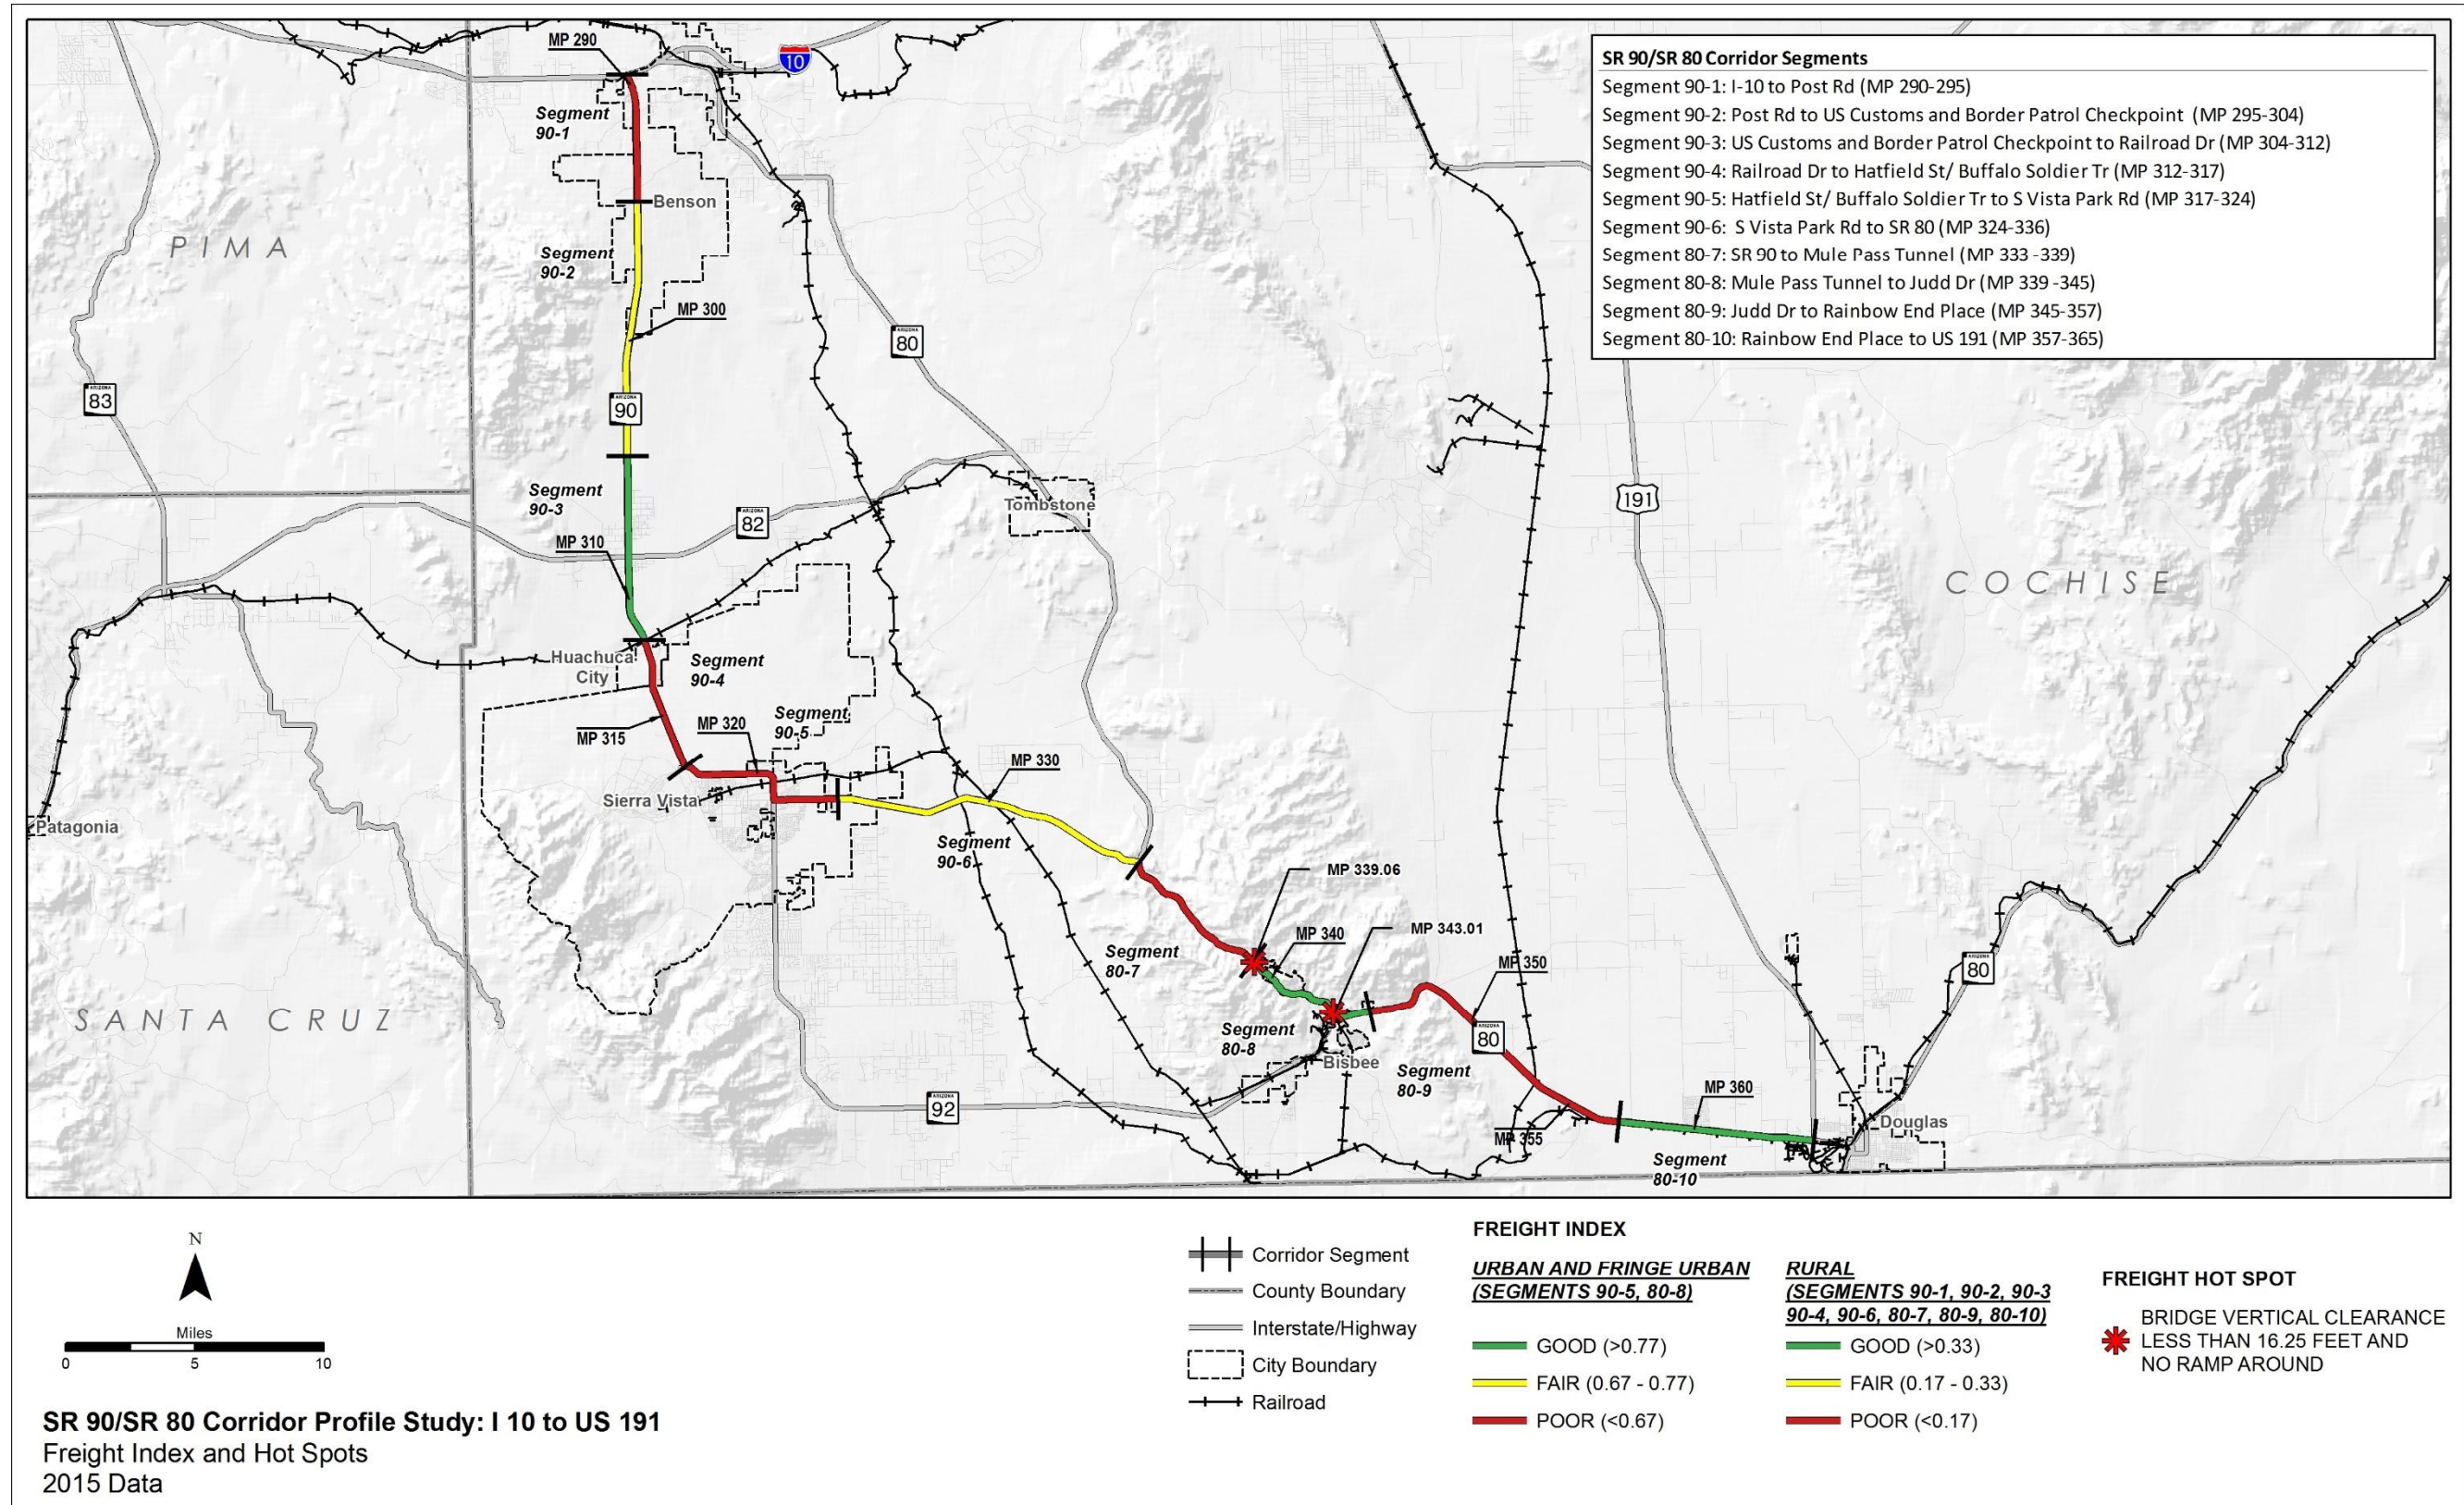 SR 90/SR 80 Corridor Segments
Segment 90-1: I-10 to Post Rd (MP 290-295)
Segment 90-2: Post Rd to US Customs and Border Patrol Checkpoint (MP 295-304)
Segment 90-3: US Customs and Border Patrol Checkpoint to Railroad Dr (MP 304-312)
Segment 90-4: Railroad Dr to Hatfield St/ Buffalo Soldier Tr (MP 312-317)
Segment 90-5: Hatfield St/ Buffalo Soldier Tr to S Vista Park Rd (MP 317-324)
Segment 90-6: S Vista Park Rd to SR 80 (MP 324-336)
Segment 80-7: SR 90 to Mule Pass Tunnel (MP 333 -339)
Segment 80-8: Mule Pass Tunnel to Judd Dr (MP 339 -345)
Segment 80-9: Judd Dr to Rainbow End Place (MP 345-357)
Segment 80-10: Rainbow End Place to US 191 (MP 357-365)
MP 290
10
Segment
90-1
Benson
PIMA
Segment
90-2
MP 300
80
ARIZONA
83
ARIZONA
90
ARIZONA
Segment
90-3
Tombstone
191
82
ARIZONA
MP 310
COCHISE
Huachuca
City
Segment
90-4
Segment
90-5
MP 320
MP 315
MP 330
Sierra Vista
Patagonia
Segment
90-6
MP 339.06
MP 343.01
MP 340
Segment
80-7
MP 350
80
ARIZONA
SANTA CRUZ
Segment
80-8
80
ARIZONA
Bisbee
Segment
80-9
MP 360
92
ARIZONA
Douglas
MP 355
Segment
80-10
N
Miles
0 5 10
SR 90/SR 80 Corridor Profile Study: I 10 to US 191
Freight Index and Hot Spots
2015 Data
Corridor Segment
County Boundary
Interstate/Highway
City Boundary
Railroad
FREIGHT INDEX
URBAN AND FRINGE URBAN
(SEGMENTS 90-5, 80-8)
GOOD (>0.77)
FAIR (0.67 - 0.77)
POOR (<0.67)
RURAL
(SEGMENTS 90-1, 90-2, 90-3
90-4, 90-6, 80-7, 80-9, 80-10)
GOOD (>0.33)
FAIR (0.17 - 0.33)
POOR (<0.17)
FREIGHT HOT SPOT
BRIDGE VERTICAL CLEARANCE
LESS THAN 16.25 FEET AND
NO RAMP AROUND